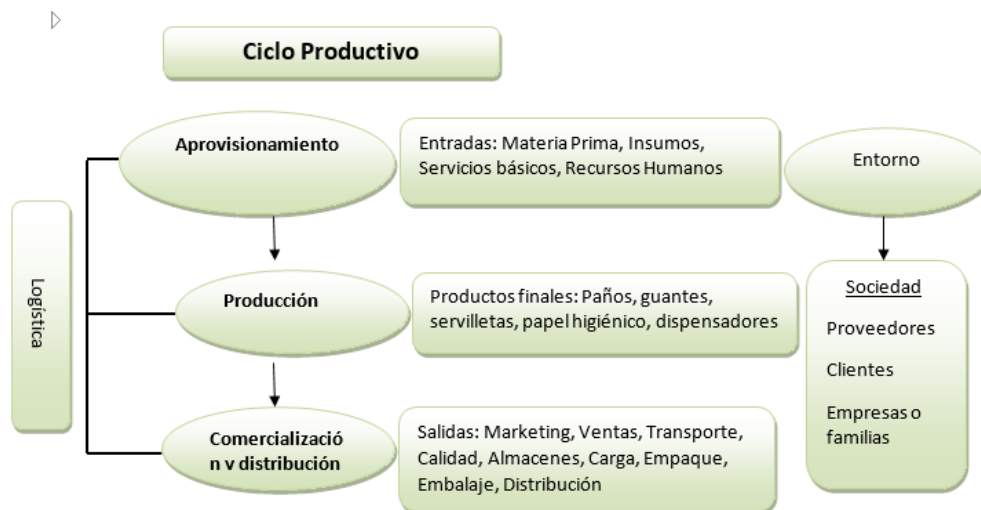 Ciclo Productivo
Aprovisionamiento
Entradas: Materia Prima, Insumos,
Servicios básicos, Recursos Humanos
Entorno
Logística
Producción
Productos finales: Paños, guantes,
servilletas, papel higiénico, dispensadores
Sociedad
Proveedores
Clientes
Empresas o
familias
Comercializació
n y distribución
Salidas: Marketing, Ventas, Transporte,
Calidad, Almacenes, Carga, Empaque,
Embalaje, Distribución